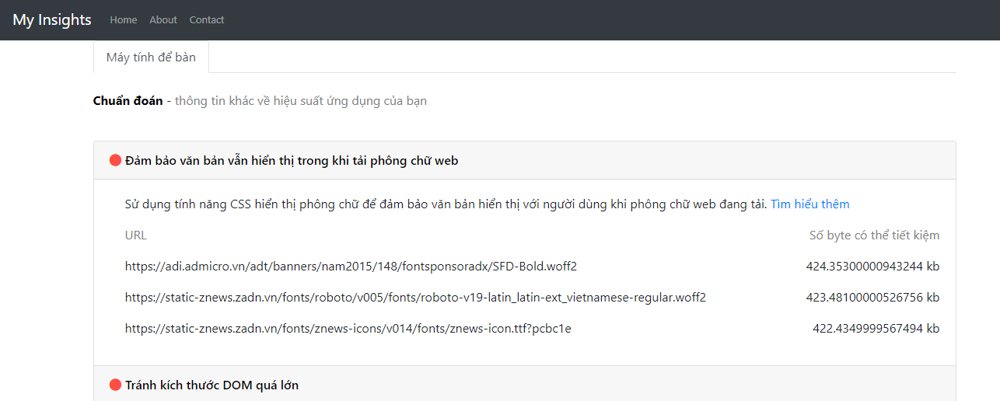 My Insights Home About Contact
Máy tính để bàn
Chuẩn đoán - thông tin khác về hiệu suất ứng dụng của bạn
Đảm bảo văn bản vẫn hiển thị trong khi tải phông chữ web
Sử dụng tính năng CSS hiển thị phông chữ để đảm bảo văn bản hiển thị với người dùng khi phông chữ web đang tải. Tìm hiểu thêm
URL Số byte có thể tiết kiệm
https://adi.admicro.vn/adt/banners/nam2015/148/fontsponsoradx/SFD-Bold.woff2 424.35300000943244 kb
https://static-znews.zadn.vn/fonts/roboto/v005/fonts/roboto-v19-latin_latin-ext_vietnamese-regular.woff2 423.48100000526756 kb
https://static-znews.zadn.vn/fonts/znews-icons/v014/fonts/znews-icon.ttf?pcbc1e 422.4349999567494 kb
Tránh kích thước DOM quá lớn